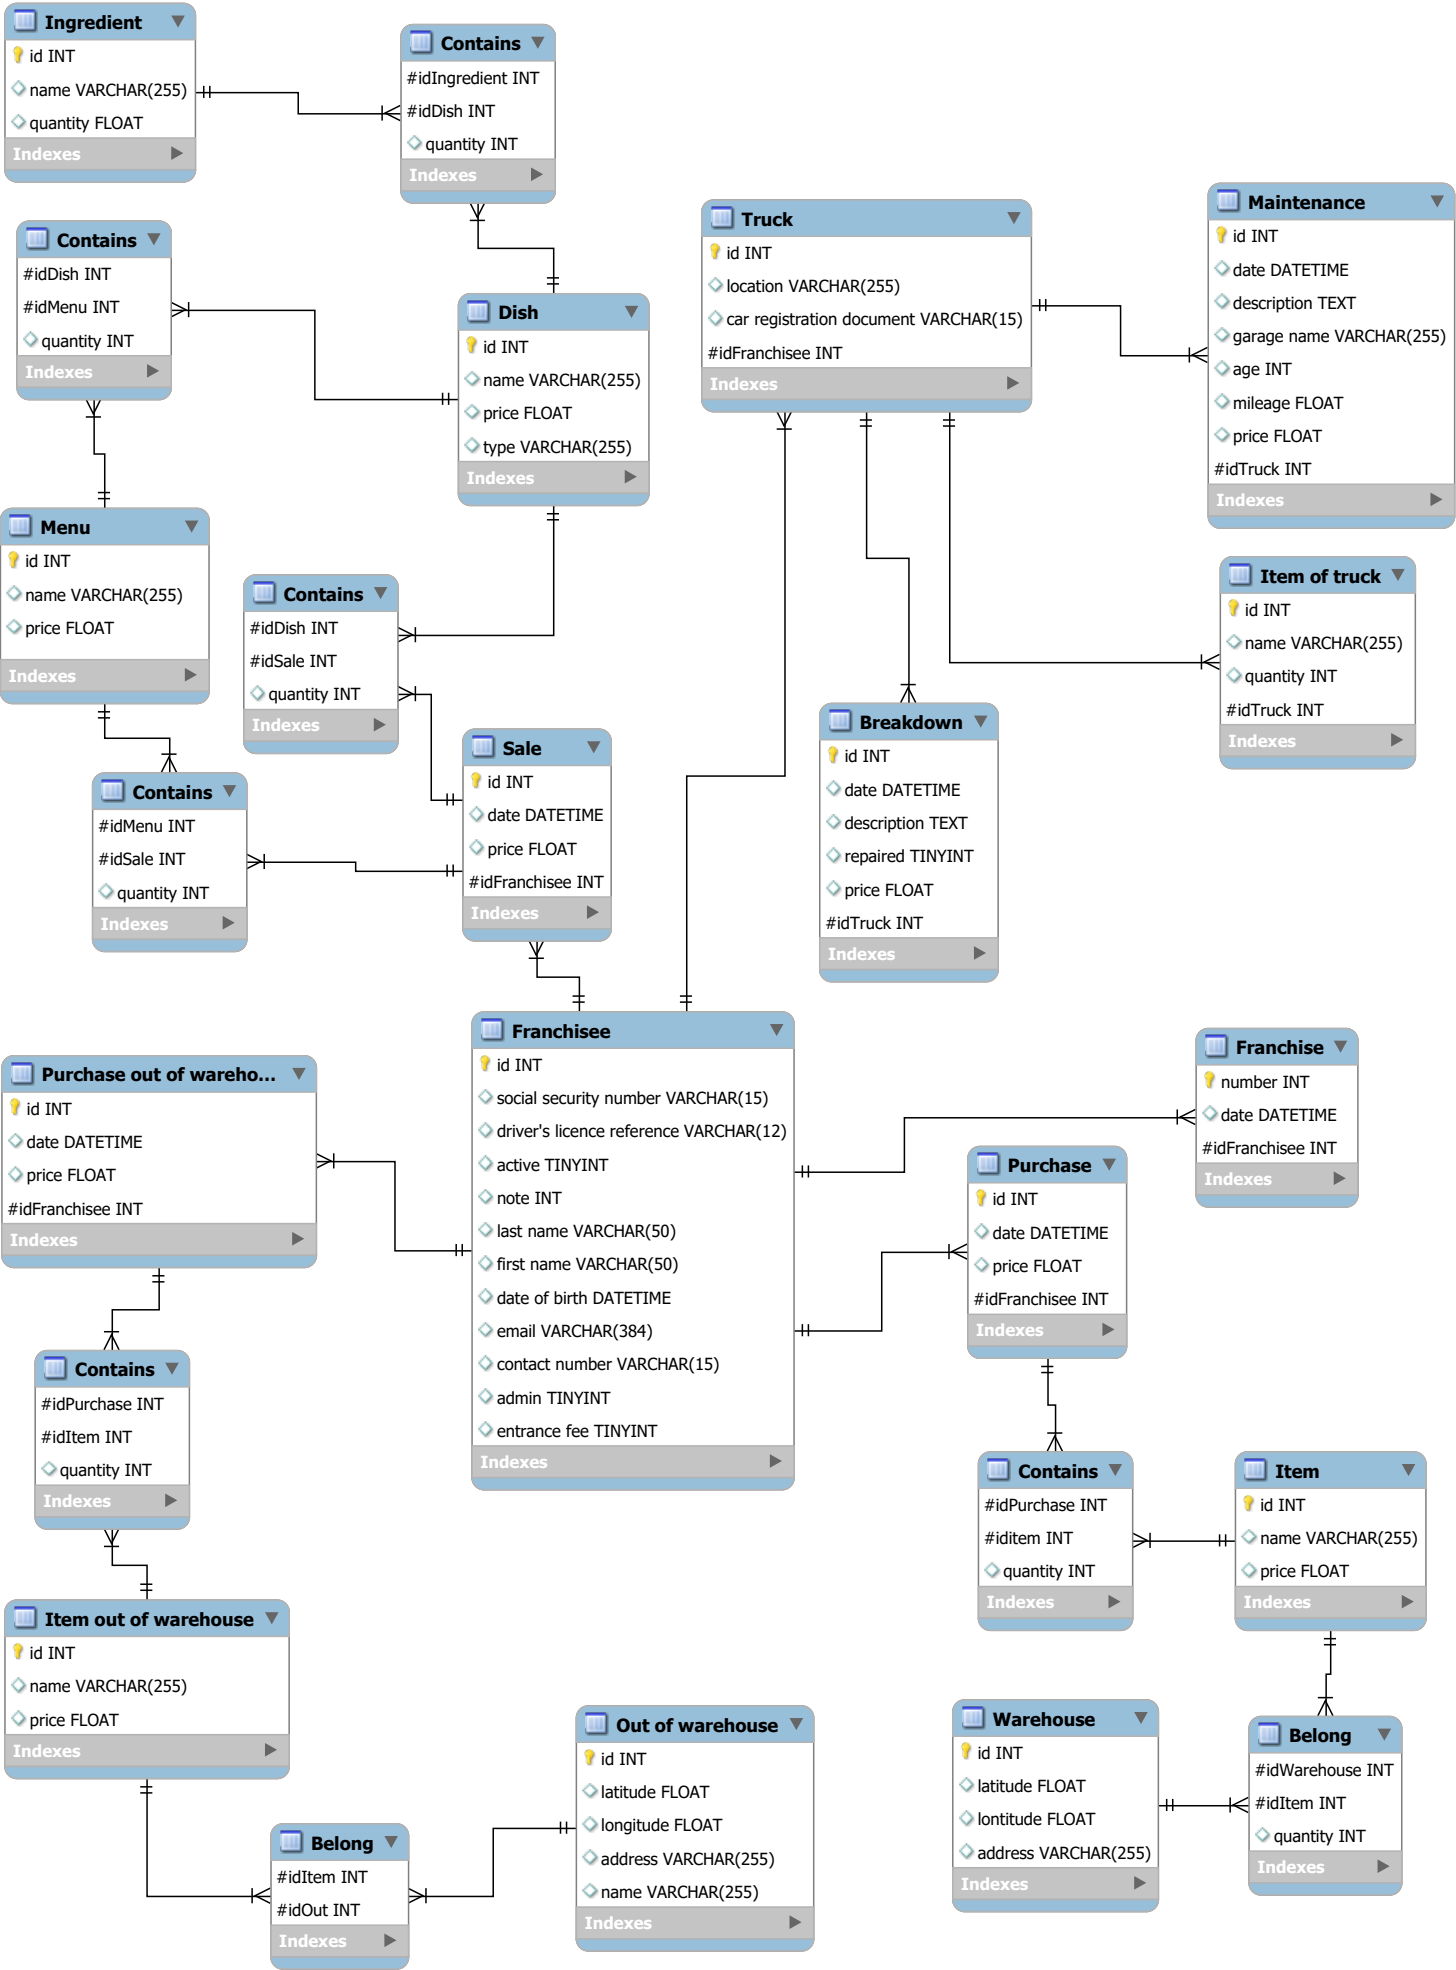 Ingredient
id INT
name VARCHAR(255)
quantity FLOAT
Indexes
Contains
#idIngredient INT
#idDish INT
quantity INT
Indexes
Contains
#idDish INT
#idMenu INT
quantity INT
Indexes
Dish
id INT
name VARCHAR(255)
price FLOAT
type VARCHAR(255)
Indexes
Truck
id INT
location VARCHAR(255)
car registration document VARCHAR(15)
#idFranchisee INT
Indexes
Maintenance
id INT
date DATETIME
description TEXT
garage name VARCHAR(255)
age INT
mileage FLOAT
price FLOAT
#idTruck INT
Indexes
Menu
id INT
name VARCHAR(255)
price FLOAT
Indexes
Contains
#idDish INT
#idSale INT
quantity INT
Indexes
Item of truck
id INT
name VARCHAR(255)
quantity INT
#idTruck INT
Indexes
Contains
#idMenu INT
#idSale INT
quantity INT
Indexes
Sale
id INT
date DATETIME
price FLOAT
#idFranchisee INT
Indexes
Breakdown
id INT
date DATETIME
description TEXT
repaired TINYINT
price FLOAT
#idTruck INT
Indexes
Purchase out of wareho...
id INT
date DATETIME
price FLOAT
#idFranchisee INT
Indexes
Franchisee
id INT
social security number VARCHAR(15)
driver's licence reference VARCHAR(12)
active TINYINT
note INT
last name VARCHAR(50)
first name VARCHAR(50)
date of birth DATETIME
email VARCHAR(384)
contact number VARCHAR(15)
admin TINYINT
entrance fee TINYINT
Indexes
Franchise
number INT
date DATETIME
#idFranchisee INT
Indexes
Purchase
id INT
date DATETIME
price FLOAT
#idFranchisee INT
Indexes
Contains
#idPurchase INT
#idItem INT
quantity INT
Indexes
Contains
#idPurchase INT
#iditem INT
quantity INT
Indexes
Item
id INT
name VARCHAR(255)
price FLOAT
Indexes
Item out of warehouse
id INT
name VARCHAR(255)
price FLOAT
Indexes
Out of warehouse
id INT
latitude FLOAT
longitude FLOAT
address VARCHAR(255)
name VARCHAR(255)
Indexes
Warehouse
id INT
latitude FLOAT
lontitude FLOAT
address VARCHAR(255)
Indexes
Belong
#idWarehouse INT
#idItem INT
quantity INT
Indexes
Belong
#idItem INT
#idOut INT
Indexes